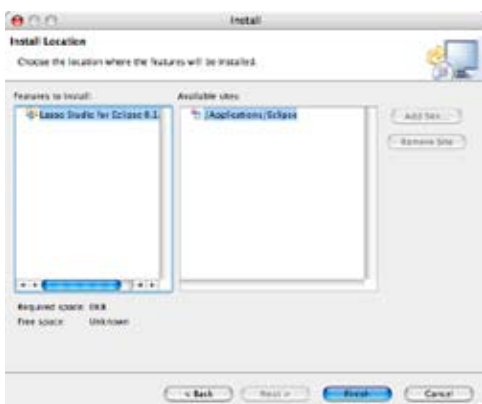 Install
Install Location
Choose the location where the features will be installed.
Features to install:
Available sites:
Lasso Studio for Eclipse 8.1.
/Applications/Eclipse
Add Site...
Remove Site
Required space: 0KB
Free space: Unknown
< Back
Next >
Finish
Cancel